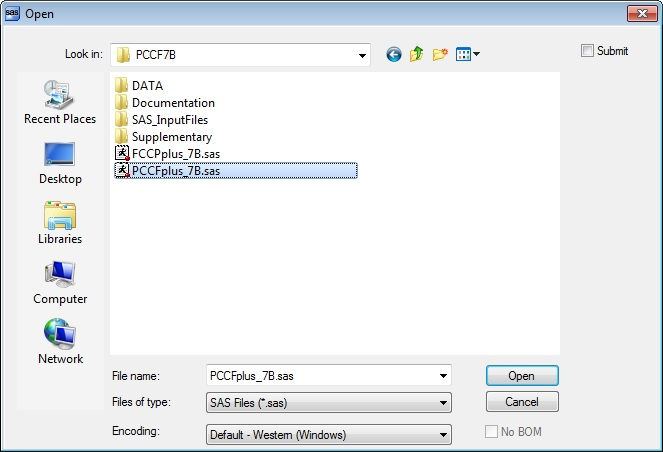 sas Open
Look in: PCCF7B
Submit
Recent Places
Desktop
Libraries
Computer
Network
DATA
Documentation
SAS_InputFiles
Supplementary
FCCPplus_7B.sas
PCCFplus_7B.sas
File name: PCCFplus_7B.sas Open
Files of type: SAS Files (*.sas) Cancel
Encoding: Default - Western (Windows) No BOM